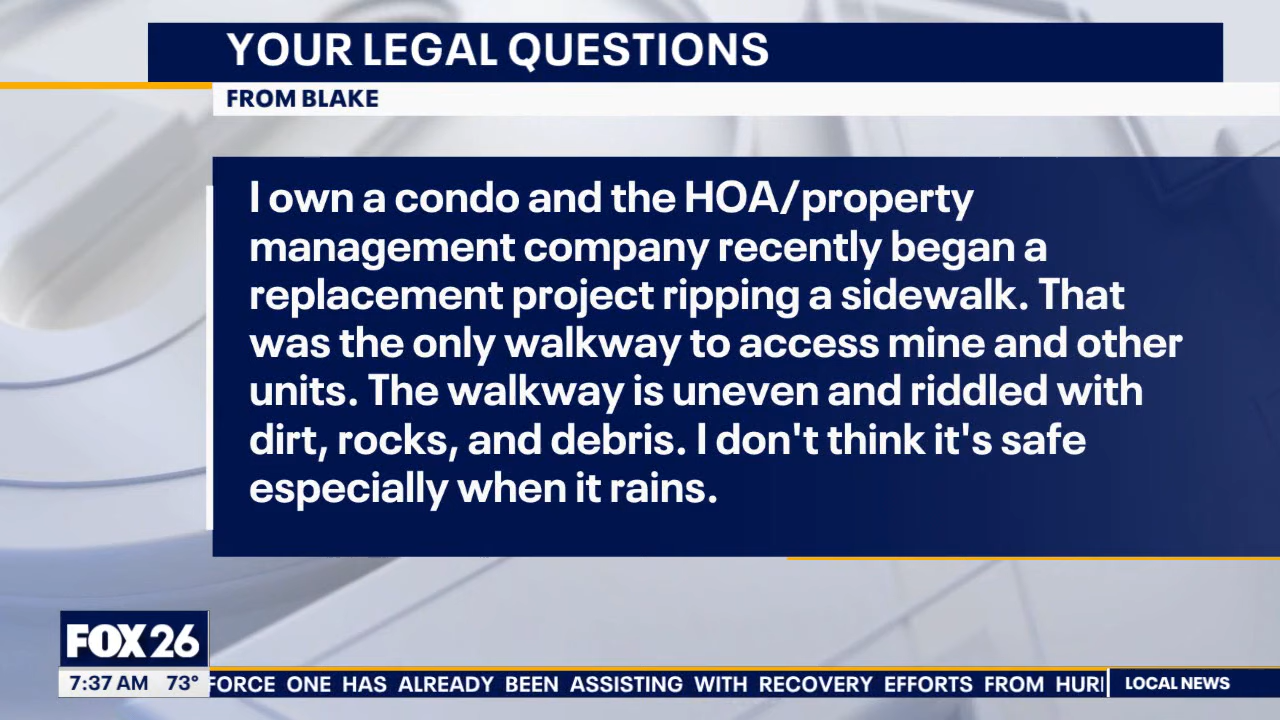 YOUR LEGAL QUESTIONS
FROM BLAKE
I own a condo and the HOA/property
management company recently began a
replacement project ripping a sidewalk. That
was the only walkway to access mine and other
units. The walkway is uneven and riddled with
dirt, rocks, and debris. I don't think it's safe
especially when it rains.
FOX 26
7:37 AM 73°
FORCE ONE HAS ALREADY BEEN ASSISTING WITH RECOVERY EFFORTS FROM
LOCAL NEWS